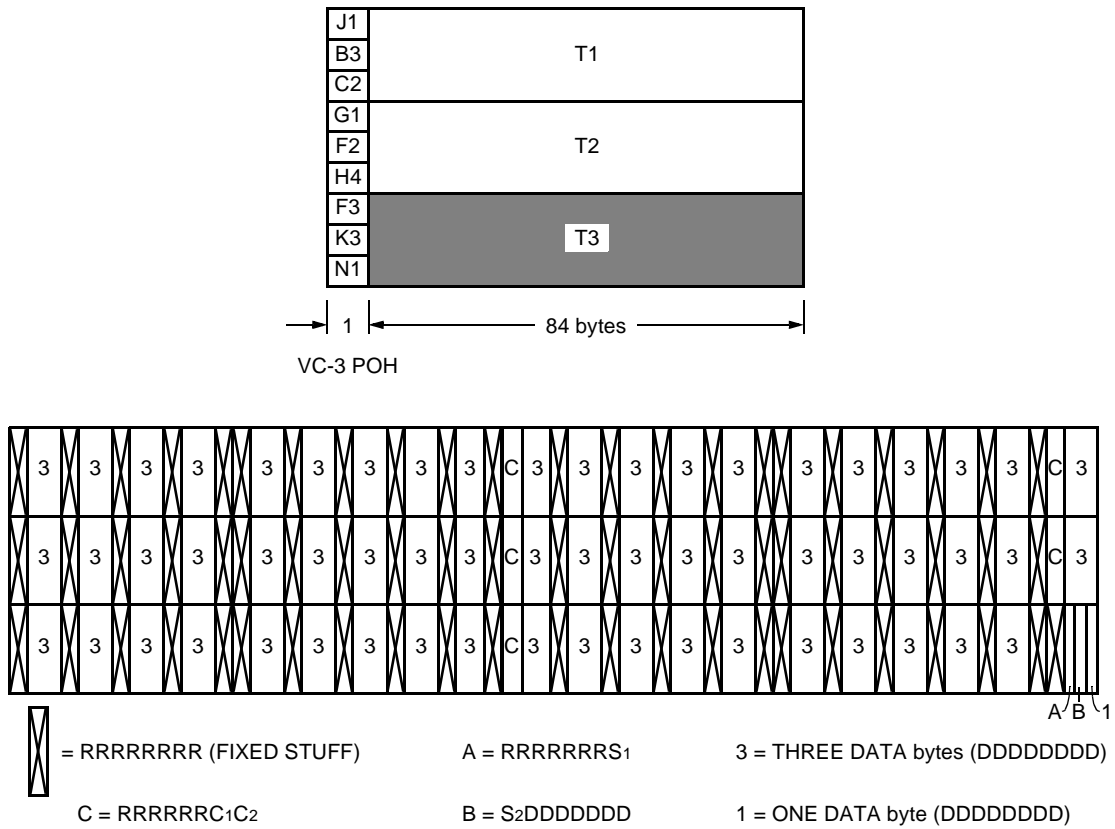 J1
B3
C2
T1
G1
F2
H4
T2
F3
K3
N1
T3
1
84 bytes
VC-3 POH
3 3 3 3 3 3 3 3 3 C 3 3 3 3 3 3 3 3 3 3 C 3
3 3 3 3 3 3 3 3 3 C 3 3 3 3 3 3 3 3 3 3 C 3
3 3 3 3 3 3 3 3 3 C 3 3 3 3 3 3 3 3 3 3
A B 1
= RRRRRRRR (FIXED STUFF)
A = RRRRRRRS1
3 = THREE DATA bytes (DDDDDDDD)
C = RRRRRRC1C2
B = S2DDDDDDD
1 = ONE DATA byte (DDDDDDDD)